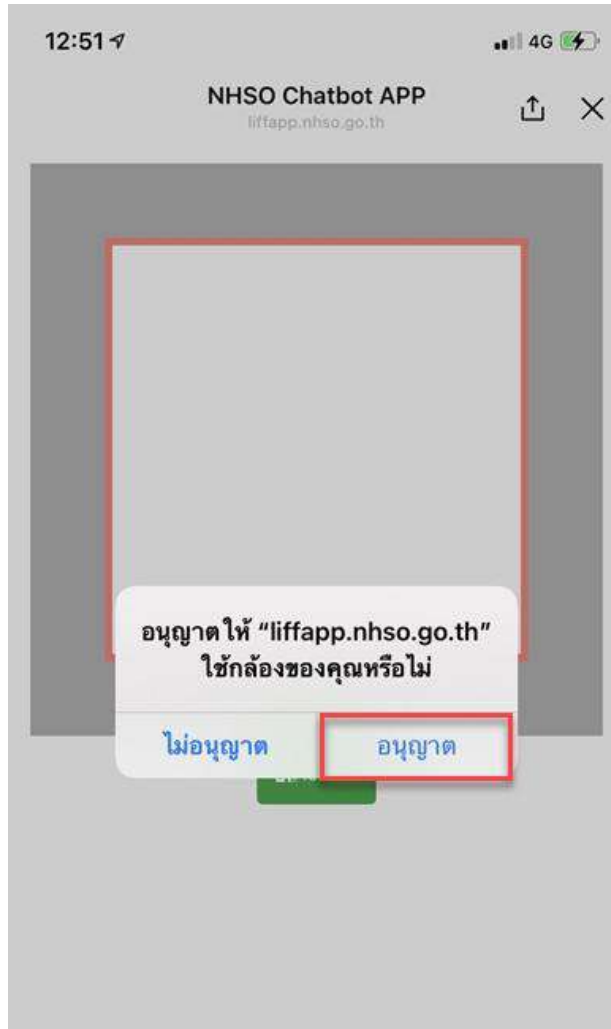 12:51
4G
NHSO Chatbot APP
liffapp.nhso.go.th
อนุญาต ให้ “liffapp.nhso.go.th”
ใช้กล้องของคุณหรือไม่
ไม่อนุญาต
อนุญาต